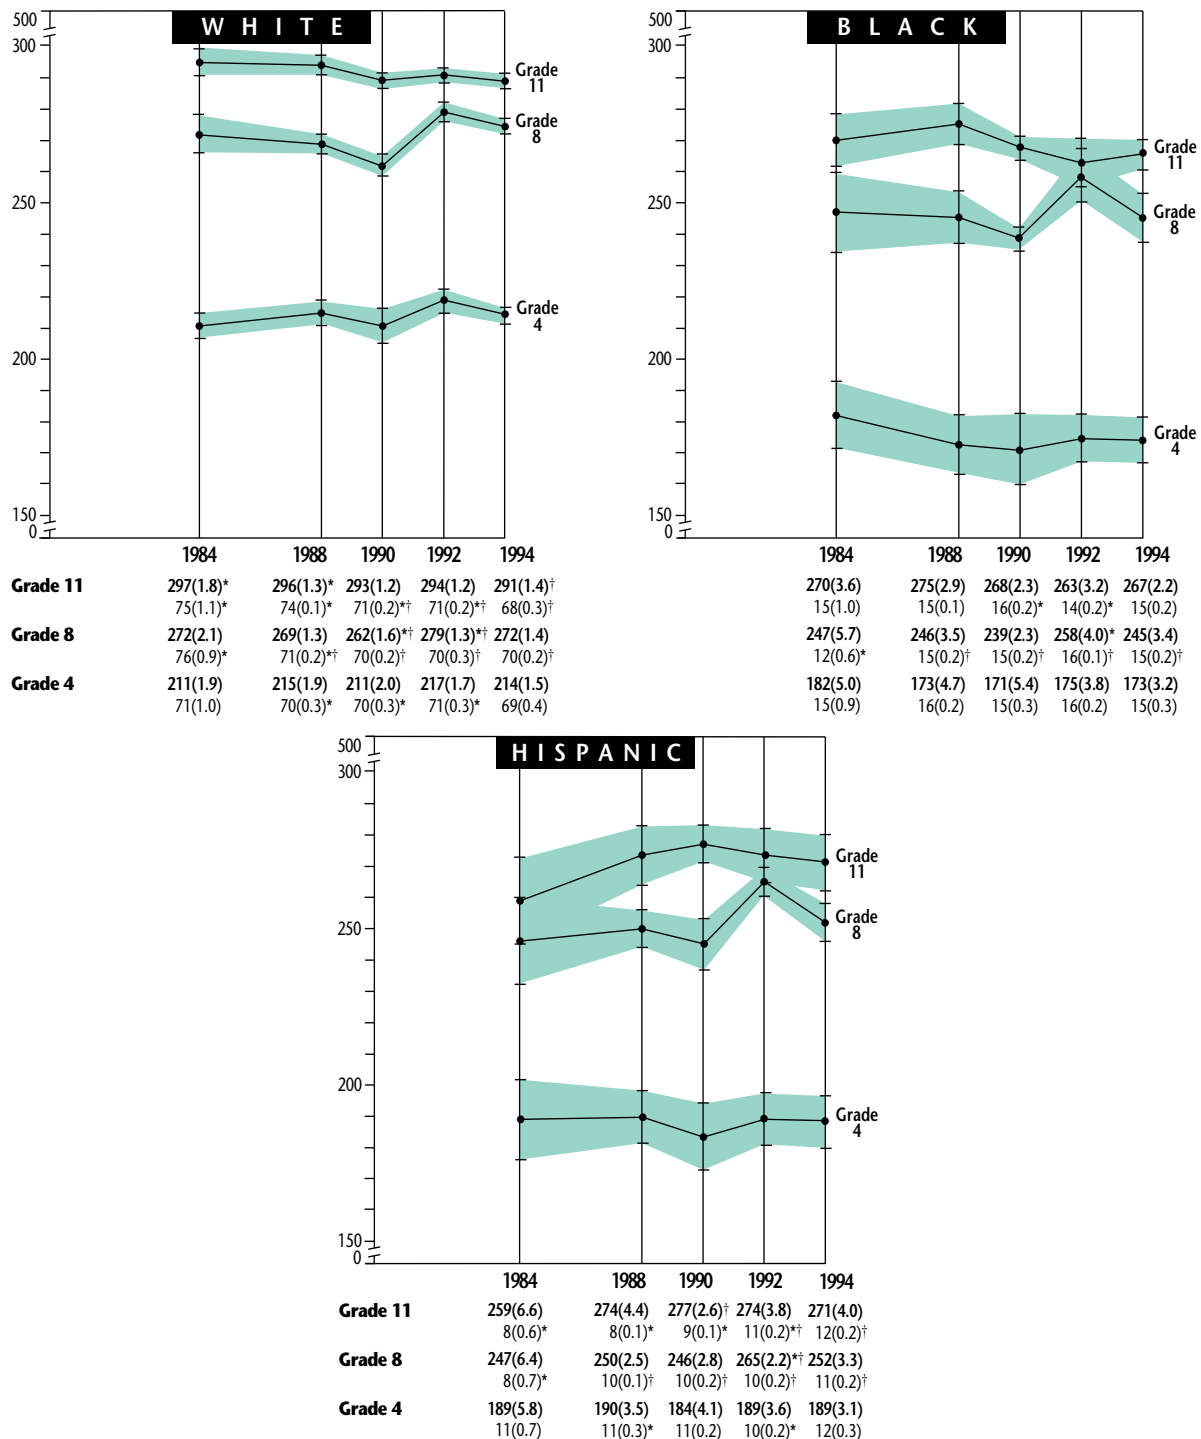 WHITE
500
300
250
200
150
0
Grade
11
Grade
8
Grade
4
1984 1988 1990 1992 1994
Grade 11 297(1.8)* 296(1.3)* 293(1.2) 294(1.2) 291(1.4)†
75(1.1)* 74(0.1)* 71(0.2)*† 71(0.2)*† 68(0.3)†
Grade 8 272(2.1) 269(1.3) 262(1.6)*† 279(1.3)*† 272(1.4)
76(0.9)* 71(0.2)*† 70(0.2)† 70(0.3)† 70(0.2)†
Grade 4 211(1.9) 215(1.9) 211(2.0) 217(1.7) 214(1.5)
71(1.0) 70(0.3)* 70(0.3)* 71(0.3)* 69(0.4)
BLACK
500
300
250
200
150
0
Grade
11
Grade
8
Grade
4
1984 1988 1990 1992 1994
270(3.6) 275(2.9) 268(2.3) 263(3.2) 267(2.2)
15(1.0) 15(0.1) 16(0.2)* 14(0.2)* 15(0.2)
247(5.7) 246(3.5) 239(2.3) 258(4.0)* 245(3.4)
12(0.6)* 15(0.2)† 15(0.2)† 16(0.1)† 15(0.2)†
182(5.0) 173(4.7) 171(5.4) 175(3.8) 173(3.2)
15(0.9) 16(0.2) 15(0.3) 16(0.2) 15(0.3)
HISPANIC
500
300
250
200
150
0
Grade
11
Grade
8
Grade
4
1984 1988 1990 1992 1994
Grade 11 259(6.6) 274(4.4) 277(2.6)† 274(3.8) 271(4.0)
8(0.6)* 8(0.1)* 9(0.1)* 11(0.2)*† 12(0.2)†
Grade 8 247(6.4) 250(2.5) 246(2.8) 265(2.2)*† 252(3.3)
8(0.7)* 10(0.1)† 10(0.2)† 10(0.2)† 11(0.2)†
Grade 4 189(5.8) 190(3.5) 184(4.1) 189(3.6) 189(3.1)
11(0.7) 11(0.3)* 11(0.2) 10(0.2)* 12(0.3)